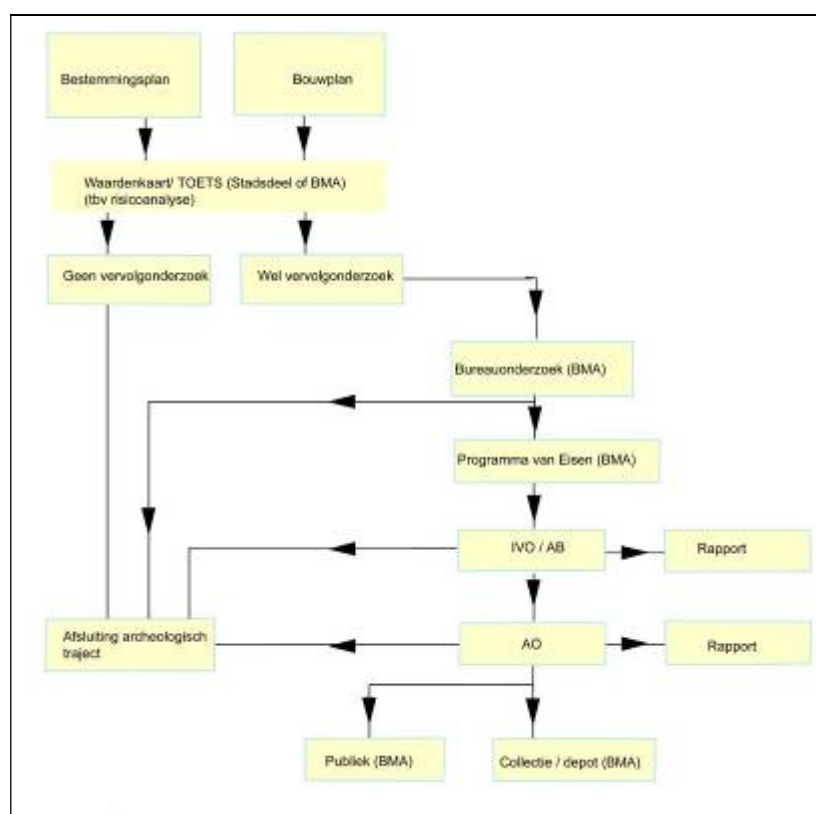 Bestemmingsplan
Bouwplan
Waardenkaart/ TOETS (Stadsdeel of BMA)
(tbv risicoanalyse)
Geen vervolgonderzoek
Wel vervolgonderzoek
Bureauonderzoek (BMA)
Programma van Eisen (BMA)
IVO / AB
Rapport
Afsluiting archeologisch
traject
AO
Rapport
Publiek (BMA)
Collectie / depot (BMA)